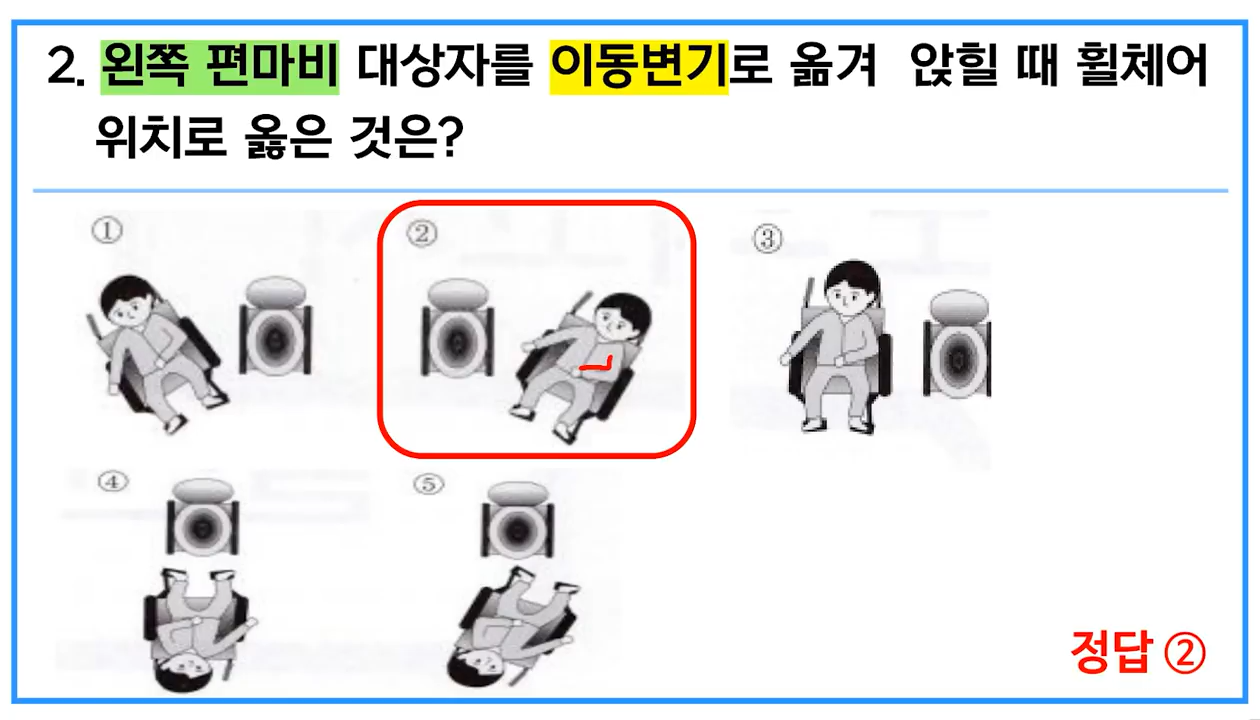 2. 왼쪽 편마비 대상자를 이동변기로 옮겨 앉힐 때 휠체어
위치로 옳은 것은?
① ② ③
④ ⑤
정답 ②